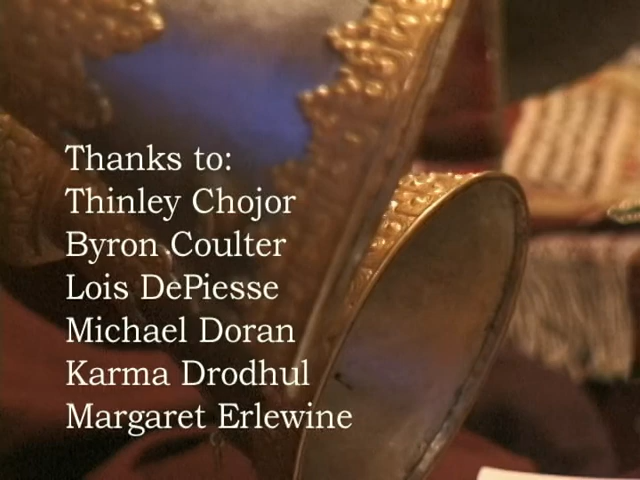 Thanks to:
Thinley Chojor
Byron Coulter
Lois DePiesse
Michael Doran
Karma Drodhul
Margaret Erlewine